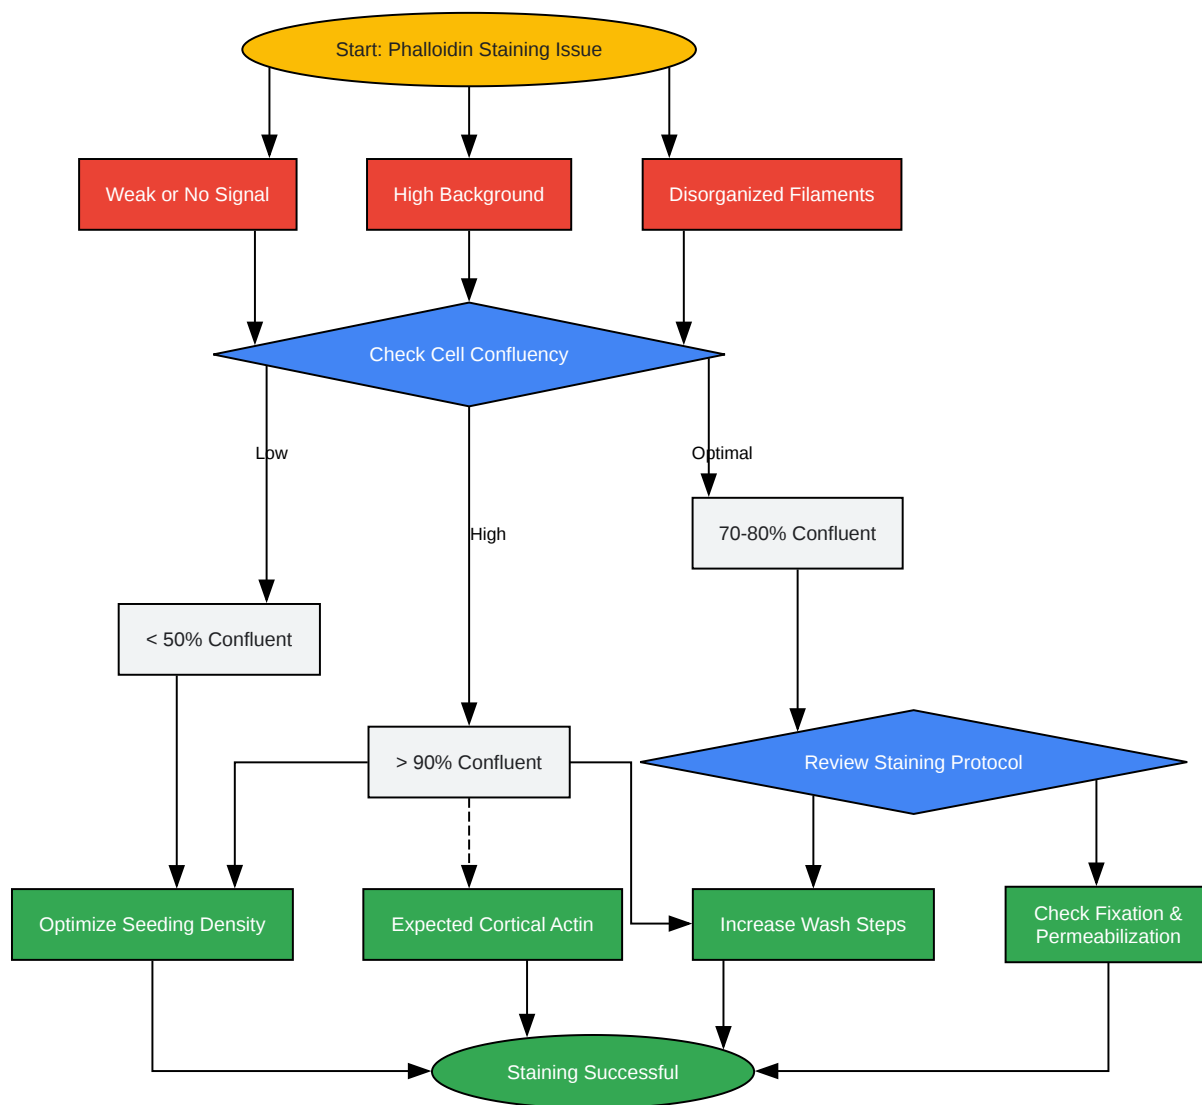 Start: Phalloidin Staining Issue
Weak or No Signal
High Background
Disorganized Filaments
Check Cell Confluency
Low
Optimal
High
70-80% Confluent
< 50% Confluent
> 90% Confluent
Review Staining Protocol
Optimize Seeding Density
Expected Cortical Actin
Increase Wash Steps
Check Fixation &
Permeabilization
Staining Successful